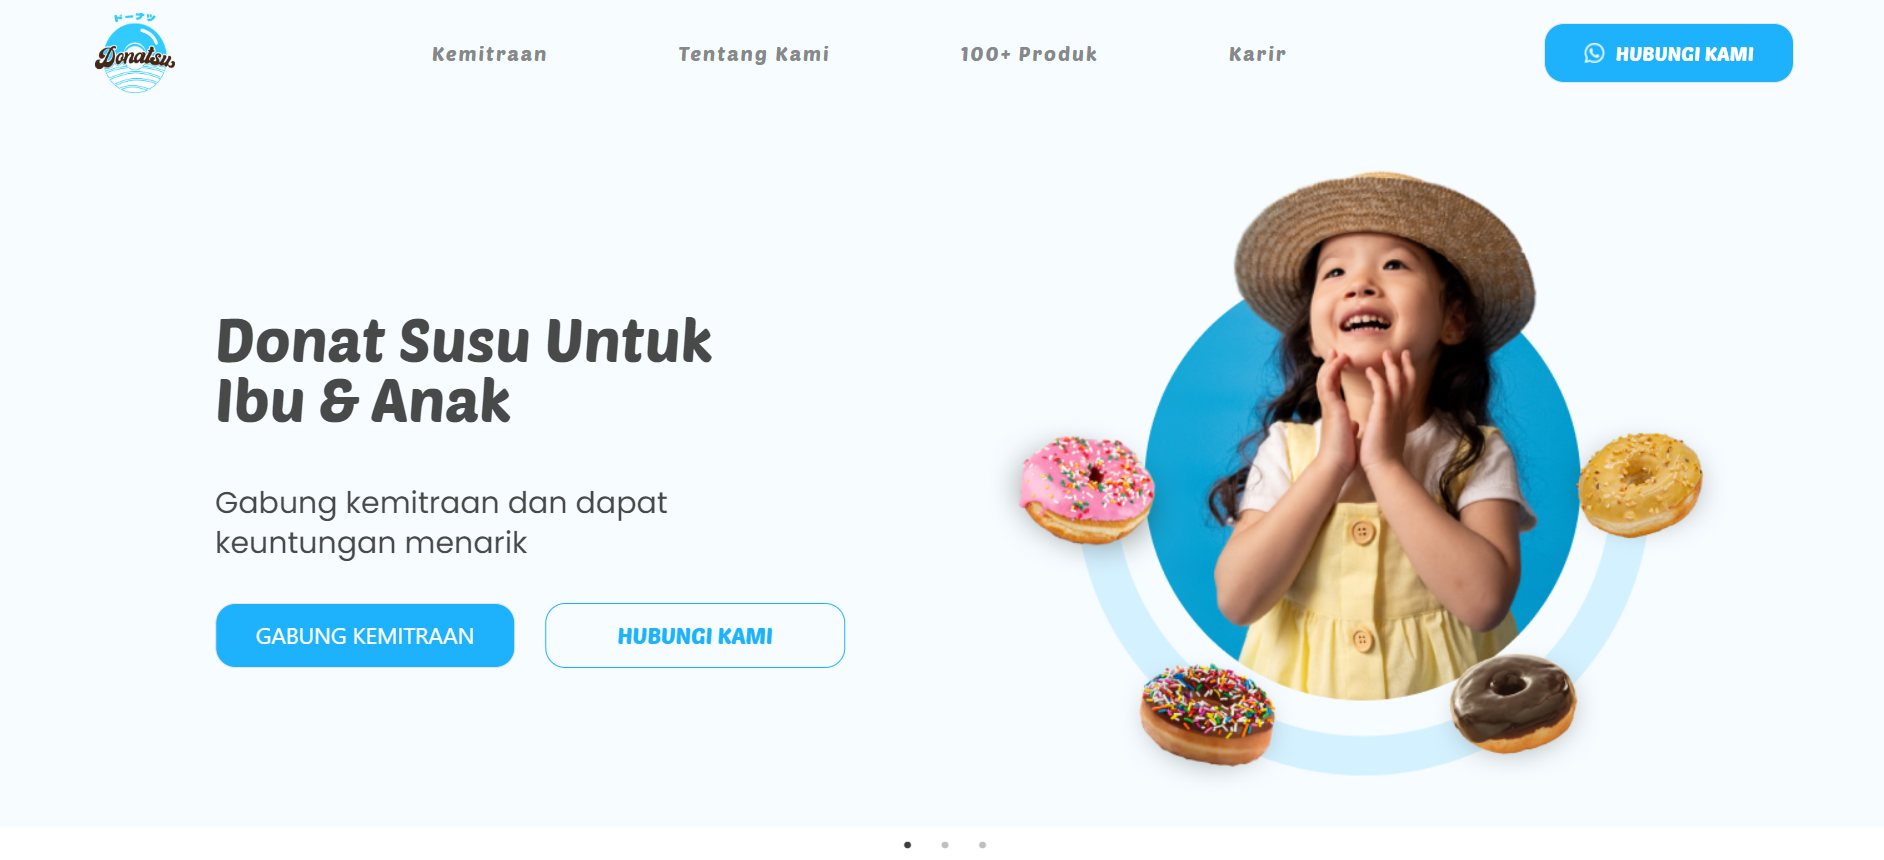 ドーナツ
Donatsu
Kemitraan
Tentang Kami
100+ Produk
Karir
HUBUNGI KAMI
Donat Susu Untuk
Ibu & Anak
Gabung kemitraan dan dapat
keuntungan menarik
GABUNG KEMITRAAN
HUBUNGI KAMI